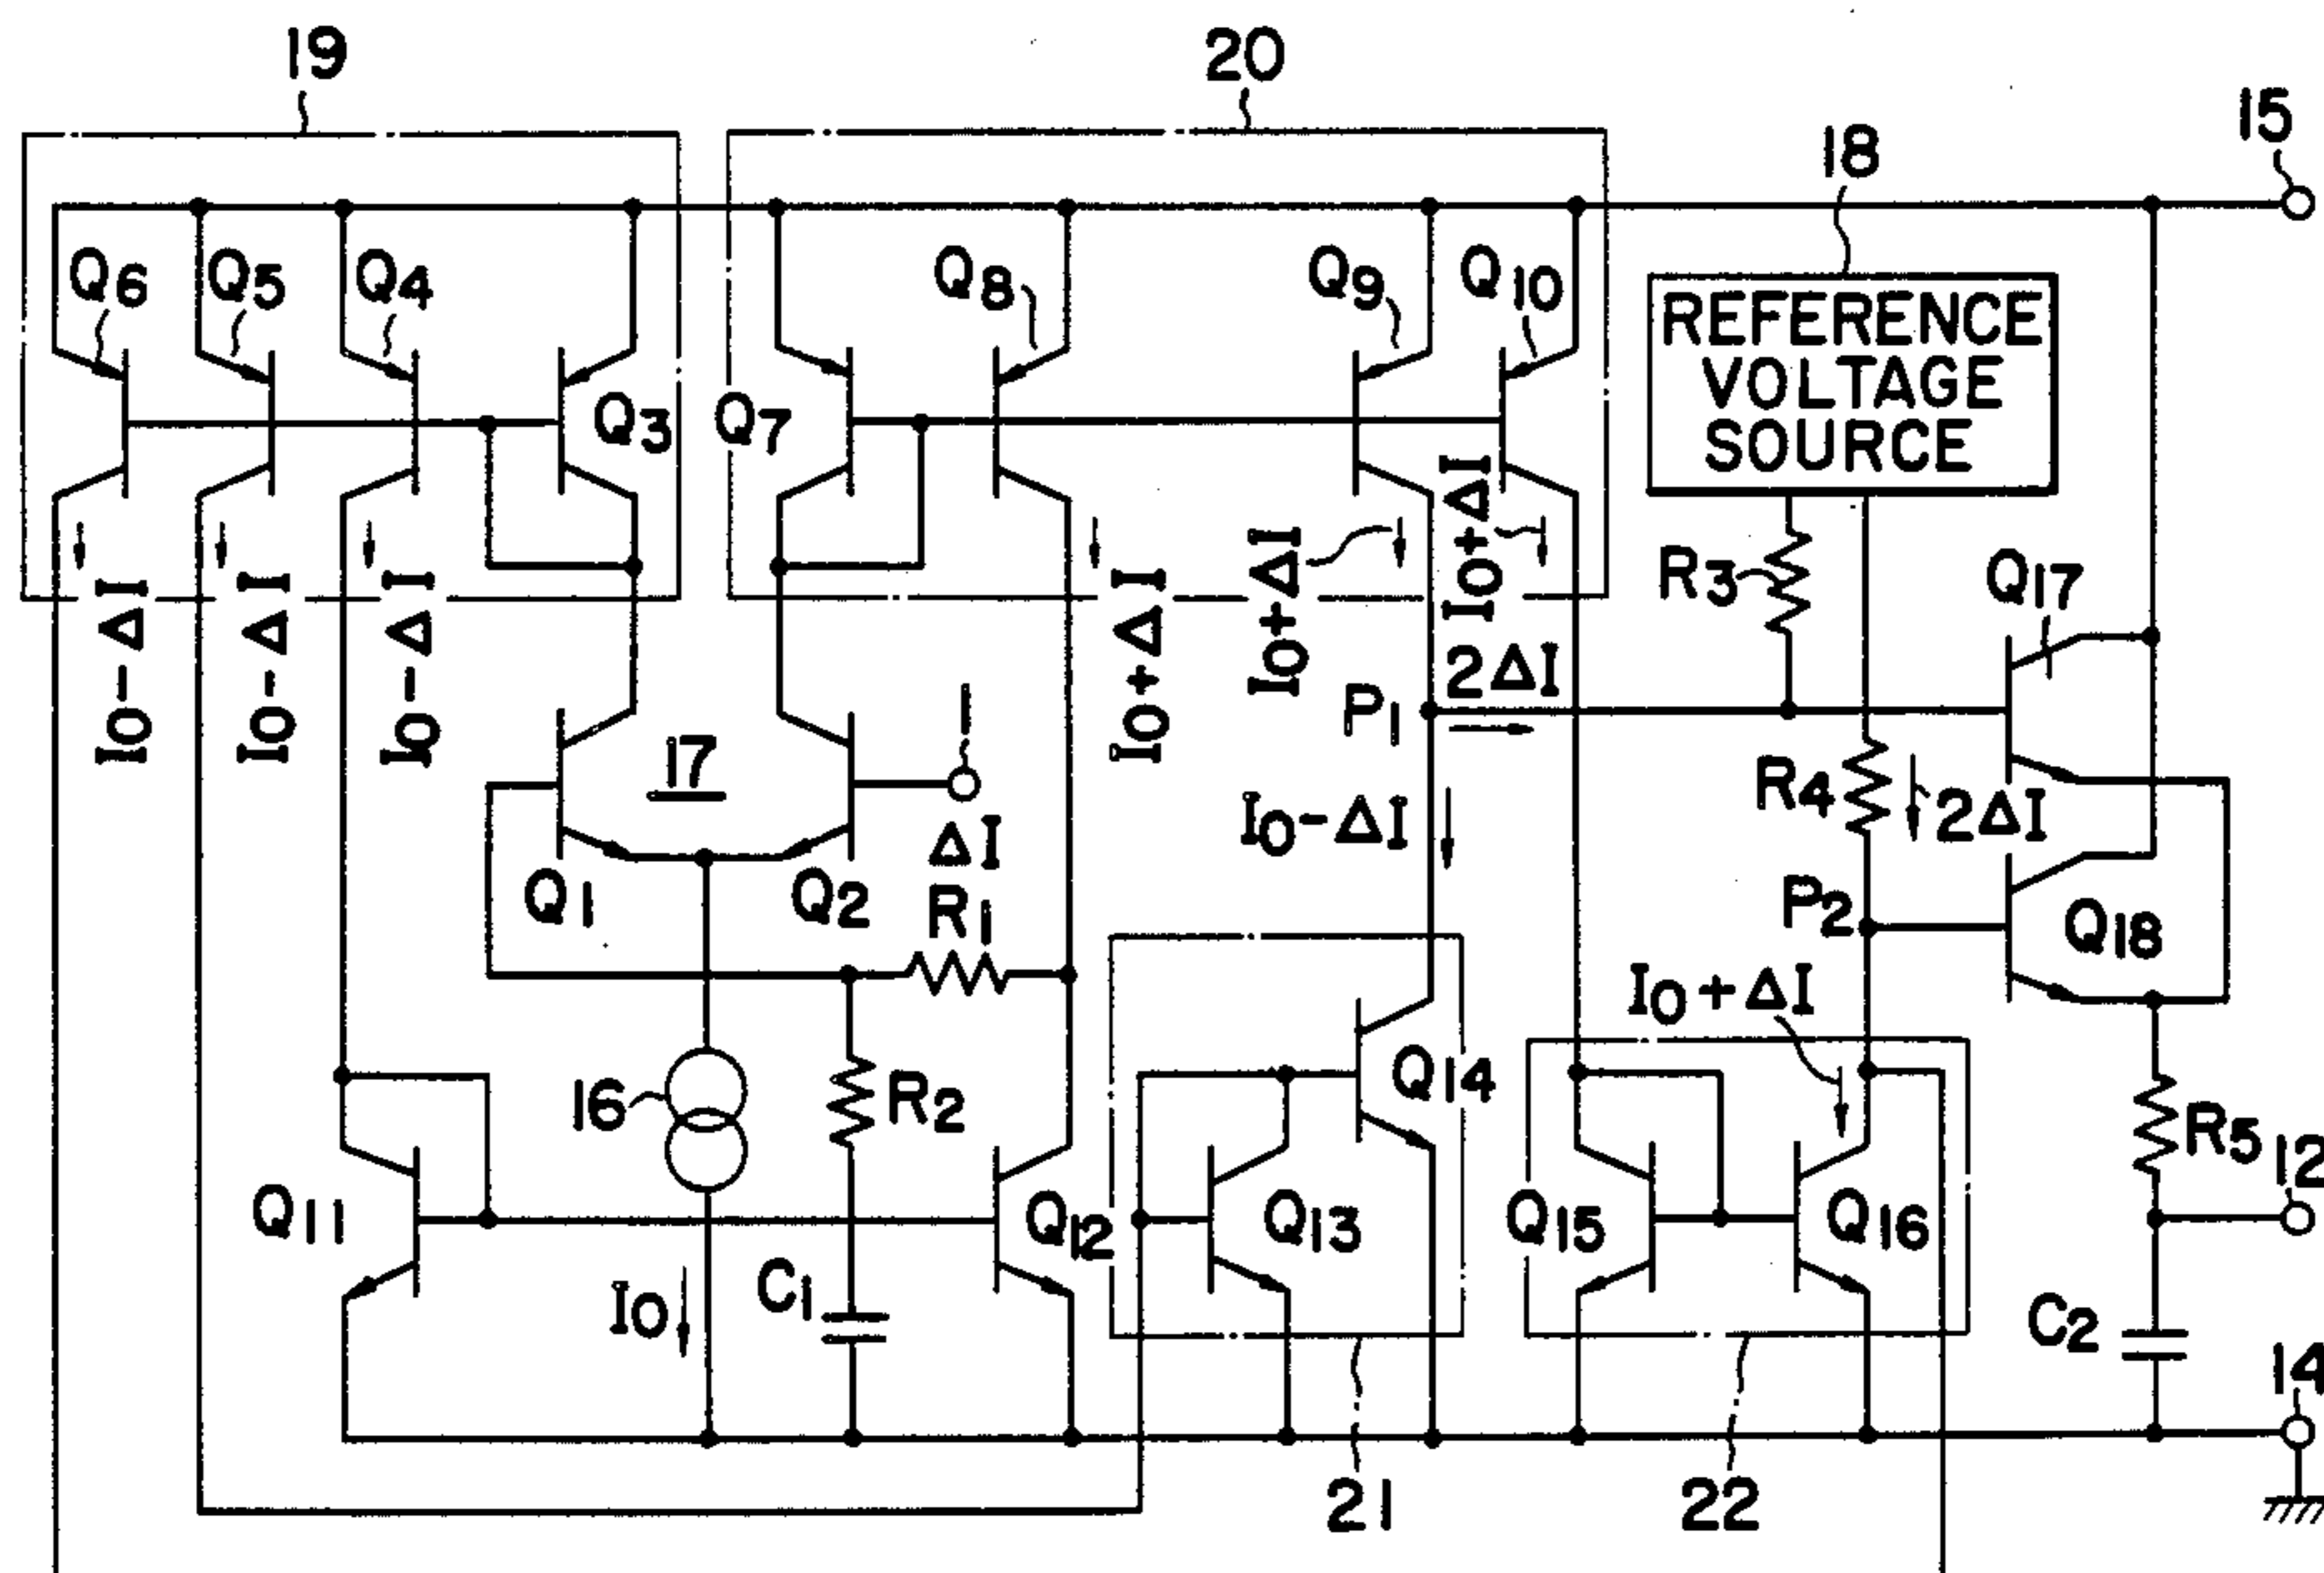 19
20
15
18
Q6
Q5
Q4
Q8
Q9
Q10
REFERENCE
VOLTAGE
SOURCE
Q3
Q7
I0-ΔI
I0-ΔI
I0-ΔI
I0+ΔI
I0+ΔI
I0+ΔI
R3
Q17
2ΔI
P1
1
17
ΔI
I0-ΔI
R4
2ΔI
Q1
Q2
R1
P2
Q18
I0+ΔI
16
R2
Q14
R5
12
Q11
Q12
Q13
Q15
Q16
I0
C1
C2
14
21
22